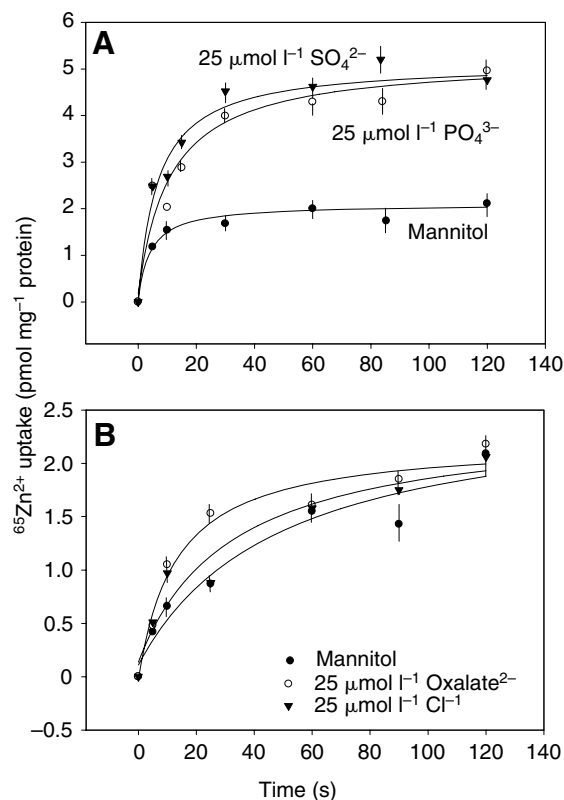 A
25 μmol l⁻¹ SO₄²⁻
25 μmol l⁻¹ PO₄³⁻
Mannitol
6
5
4
3
2
1
0
0 20 40 60 80 100 120 140
⁶⁵Zn²⁺ uptake (pmol mg⁻¹ protein)
B
2.5
2.0
1.5
1.0
0.5
0
–0.5
Mannitol
25 μmol l⁻¹ Oxalate²⁻
25 μmol l⁻¹ Cl⁻¹
0 20 40 60 80 100 120 140
Time (s)